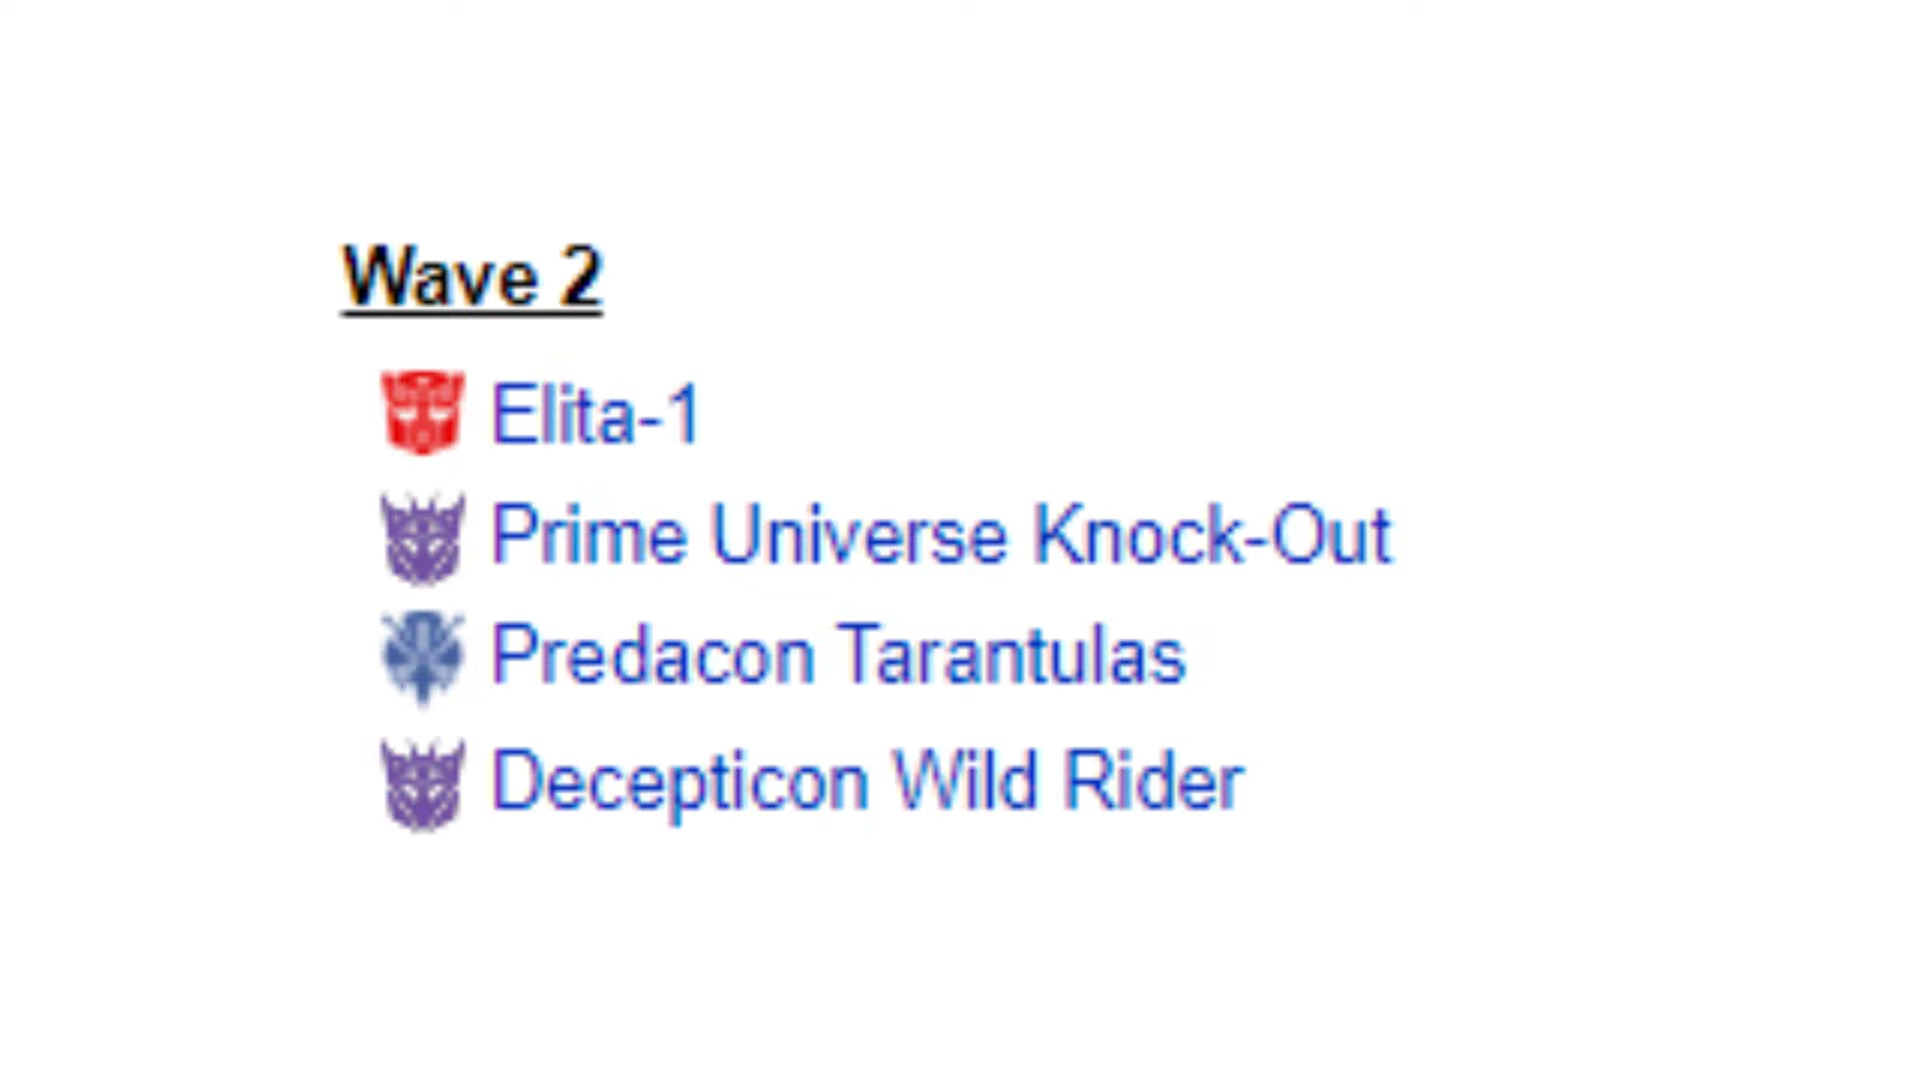 Wave 2
Elita-1
Prime Universe Knock-Out
Predacon Tarantulas
Decepticon Wild Rider